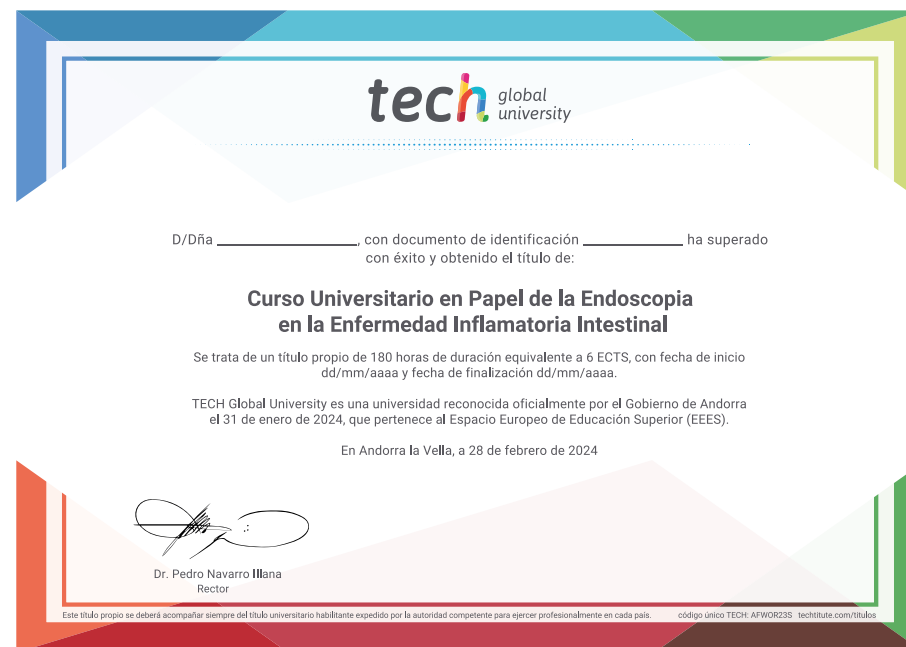 tech global
university
D/Dña ______________, con documento de identificación __________ ha superado
con éxito y obtenido el título de:
Curso Universitario en Papel de la Endoscopia
en la Enfermedad Inflamatoria Intestinal
Se trata de un título propio de 180 horas de duración equivalente a 6 ECTS, con fecha de inicio
dd/mm/aaaa y fecha de finalización dd/mm/aaaa.
TECH Global University es una universidad reconocida oficialmente por el Gobierno de Andorra
el 31 de enero de 2024, que pertenece al Espacio Europeo de Educación Superior (EEES).
En Andorra la Vella, a 28 de febrero de 2024
Dr. Pedro Navarro Illana
Rector
Este título propio se deberá acompañar siempre del título universitario habilitante expedido por la autoridad competente para ejercer profesionalmente en cada país. código único TECH: AFWOR23S techtitute.com/titulos